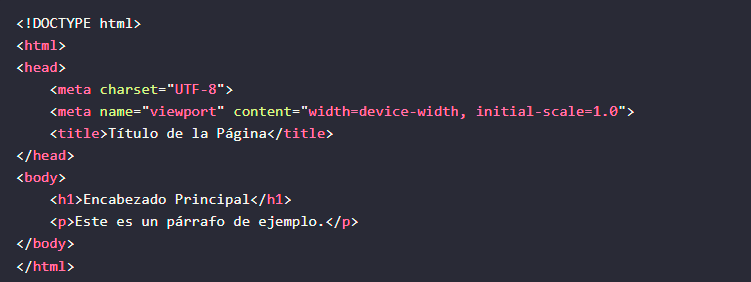 <!DOCTYPE html>
<html>
<head>
    <meta charset="UTF-8">
    <meta name="viewport" content="width=device-width, initial-scale=1.0">
    <title>Título de la Página</title>
</head>
<body>
    <h1>Encabezado Principal</h1>
    <p>Este es un párrafo de ejemplo.</p>
</body>
</html>